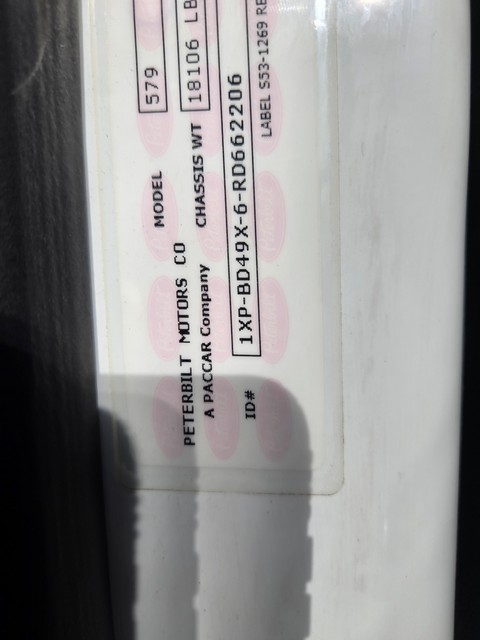 PETERBILT MOTORS CO MODEL 579
A PACCAR Company CHASSIS WT 18106 LB
ID# 1XP-BD49X-6-RD662206
LABEL S53-1269 RE